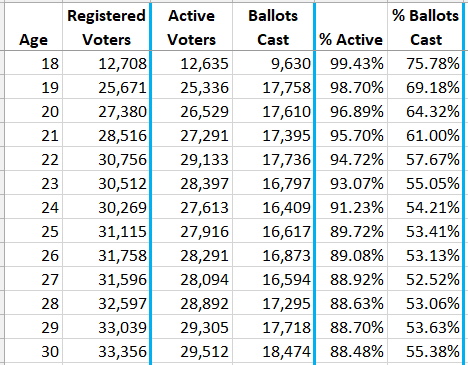 Registered Active Ballots % Ballots
Age Voters Voters Cast % Active Cast
18 12,708 12,635 9,630 99.43% 75.78%
19 25,671 25,336 17,758 98.70% 69.18%
20 27,380 26,529 17,610 96.89% 64.32%
21 28,516 27,291 17,395 95.70% 61.00%
22 30,756 29,133 17,736 94.72% 57.67%
23 30,512 28,397 16,797 93.07% 55.05%
24 30,269 27,613 16,409 91.23% 54.21%
25 31,115 27,916 16,617 89.72% 53.41%
26 31,758 28,291 16,873 89.08% 53.13%
27 31,596 28,094 16,594 88.92% 52.52%
28 32,597 28,892 17,295 88.63% 53.06%
29 33,039 29,305 17,718 88.70% 53.63%
30 33,356 29,512 18,474 88.48% 55.38%